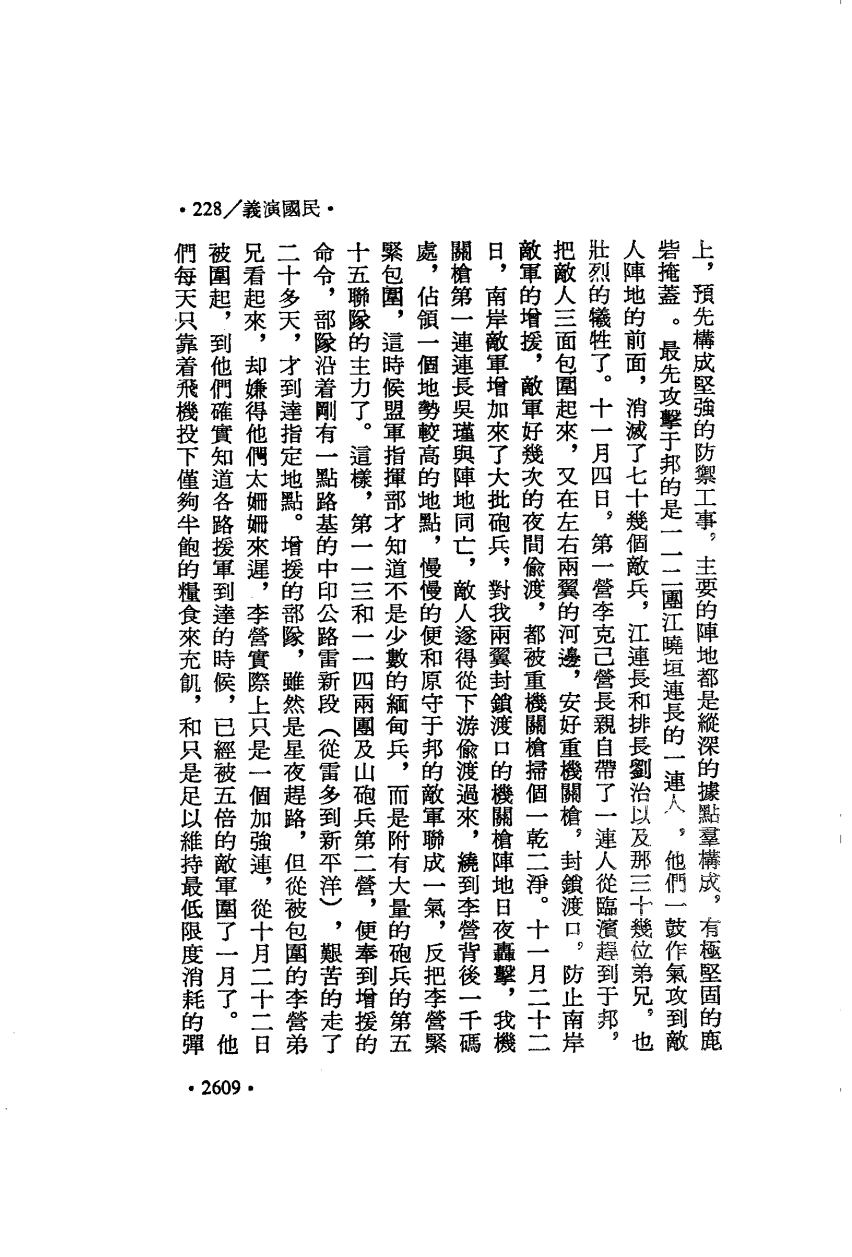 ·228/義演國民·
上，預先構成堅強的防禦工事。主要的陣地都是縱深的據點羣構成，有極堅固的鹿
砦掩蓋。最先攻擊于邦的是一一二團江曉垣連長的一連人，他們一鼓作氣攻到敵
人陣地的前面，消滅了七十幾個敵兵，江連長和排長劉治以及那三十幾位弟兄，也
壯烈的犧牲了。十一月四日，第一營李克己營長親自帶了一連人從臨濱趕到于邦，
把敵人三面包圍起來，又在左右兩翼的河邊，安好重機關槍，封鎖渡口，防止南岸
敵軍的增援，敵軍好幾次的夜間偷渡，都被重機關槍掃個一乾二淨。十一月二十二
日，南岸敵軍增加來了大批砲兵，對我兩翼封鎖渡口的機關槍陣地日夜轟擊，我機
關槍第一連連長吳瑾與陣地同亡，敵人遂得從下游偷渡過來，繞到李營背後一千碼
處，佔領一個地勢較高的地點，慢慢的便和原守于邦的敵軍聯成一氣，反把李營緊
緊包圍，這時候盟軍指揮部才知道不是少數的緬甸兵，而是附有大量的砲兵的第五
十五聯隊的主力了。這樣，第一一三和一一四兩團及山砲兵第二營，便奉到增援的
命令，部隊沿着剛有一點路基的中印公路雷新段（從雷多到新平洋），艱苦的走了
二十多天，才到達指定地點。增援的部隊，雖然是星夜趕路，但從被包圍的李營弟
兄看起來，却嫌得他們太姍姍來遲，李營實際上只是一個加強連，從十月二十二日
被圍起，到他們確實知道各路援軍到達的時候，已經被五倍的敵軍圍了一月了。他
們每天只靠着飛機投下僅夠半飽的糧食來充飢，和只是足以維持最低限度消耗的彈
·2609·